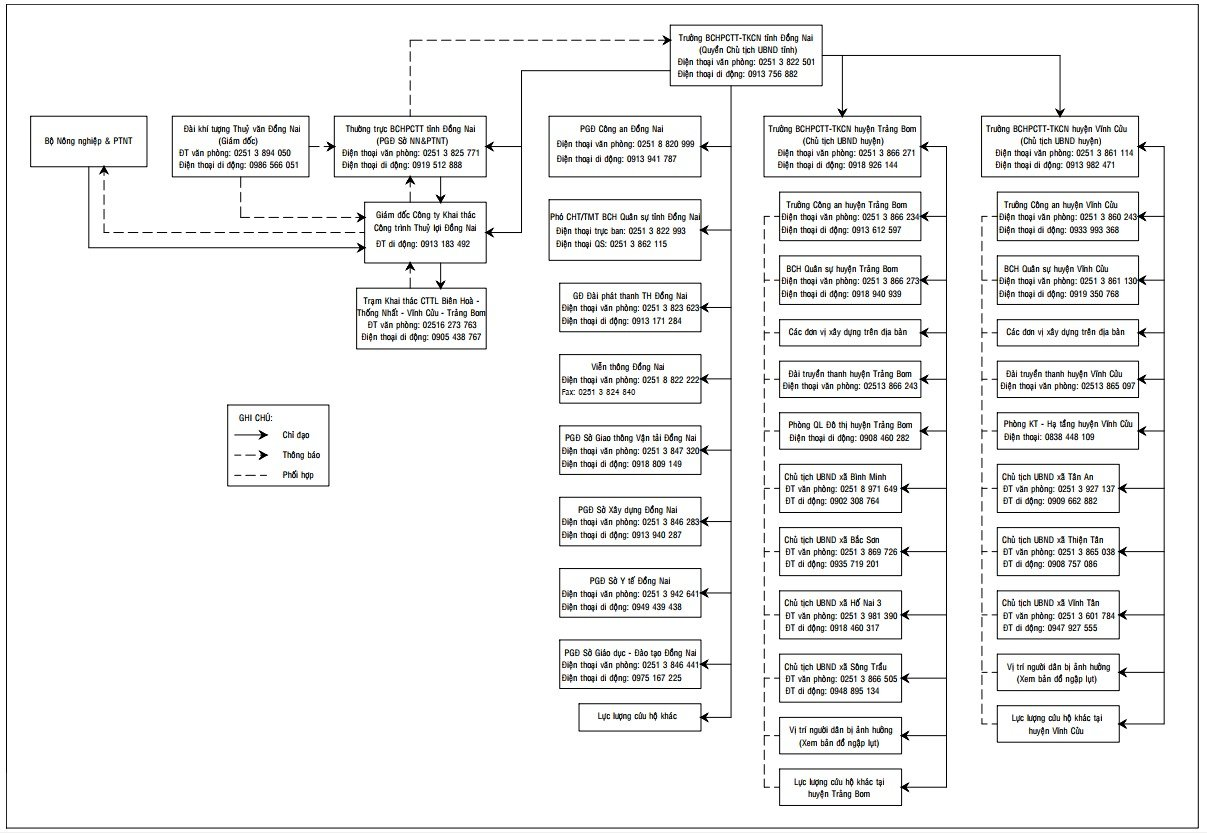 Trưởng BCHPCTT-TKCN tỉnh Đồng Nai
(Quyền Chủ tịch UBND tỉnh)
Điện thoại văn phòng: 0251 3 822 501
Điện thoại di động: 0913 756 882
Bộ Nông nghiệp & PTNT
Đài khí tượng Thuỷ văn Đồng Nai
(Giám đốc)
ĐT văn phòng: 0251 3 894 050
Điện thoại di động: 0986 566 051
Thường trực BCHPCTT tỉnh Đồng Nai
(PGĐ Sở NN&PTNT)
Điện thoại văn phòng: 0251 3 825 771
Điện thoại di động: 0919 512 888
Giám đốc Công ty Khai thác
Công trình Thuỷ lợi Đồng Nai
ĐT di động: 0913 183 492
Trạm Khai thác CTTL Biên Hoà -
Thống Nhất - Vĩnh Cửu - Trảng Bom
ĐT văn phòng: 02516 273 763
Điện thoại di động: 0905 438 767
GHI CHÚ:
Chỉ đạo
Thông báo
Phối hợp
PGĐ Công an Đồng Nai
Điện thoại văn phòng: 0251 8 820 999
Điện thoại di động: 0913 941 787
Phó CHT/TMT BCH Quân sự tỉnh Đồng Nai
Điện thoại trực ban: 0251 3 822 993
Điện thoại QS: 0251 3 862 115
GĐ Đài phát thanh TH Đồng Nai
Điện thoại văn phòng: 0251 3 823 623
Điện thoại di động: 0913 171 284
Viễn thông Đồng Nai
Điện thoại văn phòng: 0251 8 822 222
Fax: 0251 3 824 840
PGĐ Sở Giao thông Vận tải Đồng Nai
Điện thoại văn phòng: 0251 3 847 320
Điện thoại di động: 0918 809 149
PGĐ Sở Xây dựng Đồng Nai
Điện thoại văn phòng: 0251 3 846 283
Điện thoại di động: 0913 940 287
PGĐ Sở Y tế Đồng Nai
Điện thoại văn phòng: 0251 3 942 641
Điện thoại di động: 0949 439 438
PGĐ Sở Giáo dục - Đào tạo Đồng Nai
Điện thoại văn phòng: 0251 3 846 441
Điện thoại di động: 0975 167 225
Lực lượng cứu hộ khác
Trưởng BCHPCTT-TKCN huyện Trảng Bom
(Chủ tịch UBND huyện)
Điện thoại văn phòng: 0251 3 866 271
Điện thoại di động: 0918 926 144
Trưởng Công an huyện Trảng Bom
Điện thoại văn phòng: 0251 3 866 234
Điện thoại di động: 0913 612 597
BCH Quân sự huyện Trảng Bom
Điện thoại văn phòng: 0251 3 866 273
Điện thoại di động: 0918 940 939
Các đơn vị xây dựng trên địa bàn
Đài truyền thanh huyện Trảng Bom
Điện thoại văn phòng: 02513 866 243
Phòng QL Đô thị huyện Trảng Bom
Điện thoại di động: 0908 460 282
Chủ tịch UBND xã Bình Minh
ĐT văn phòng: 0251 8 971 649
ĐT di động: 0902 308 764
Chủ tịch UBND xã Bắc Sơn
ĐT văn phòng: 0251 3 869 726
ĐT di động: 0935 719 201
Chủ tịch UBND xã Hố Nai 3
ĐT văn phòng: 0251 3 981 390
ĐT di động: 0918 460 317
Chủ tịch UBND xã Sông Trầu
ĐT văn phòng: 0251 3 866 505
ĐT di động: 0948 895 134
Vị trí người dân bị ảnh hưởng
(Xem bản đồ ngập lụt)
Lực lượng cứu hộ khác tại
huyện Trảng Bom
Trưởng BCHPCTT-TKCN huyện Vĩnh Cửu
(Chủ tịch UBND huyện)
Điện thoại văn phòng: 0251 3 861 114
Điện thoại di động: 0913 982 471
Trưởng Công an huyện Vĩnh Cửu
Điện thoại văn phòng: 0251 3 860 243
Điện thoại di động: 0933 993 368
BCH Quân sự huyện Vĩnh Cửu
Điện thoại văn phòng: 0251 3 861 130
Điện thoại di động: 0919 350 768
Các đơn vị xây dựng trên địa bàn
Đài truyền thanh huyện Vĩnh Cửu
Điện thoại văn phòng: 02513 865 097
Phòng KT - Hạ tầng huyện Vĩnh Cửu
Điện thoại: 0838 448 109
Chủ tịch UBND xã Tân An
ĐT văn phòng: 0251 3 927 137
ĐT di động: 0909 662 882
Chủ tịch UBND xã Thiện Tân
ĐT văn phòng: 0251 3 865 038
ĐT di động: 0908 757 086
Chủ tịch UBND xã Vĩnh Tân
ĐT văn phòng: 0251 3 601 784
ĐT di động: 0947 927 555
Vị trí người dân bị ảnh hưởng
(Xem bản đồ ngập lụt)
Lực lượng cứu hộ khác tại
huyện Vĩnh Cửu